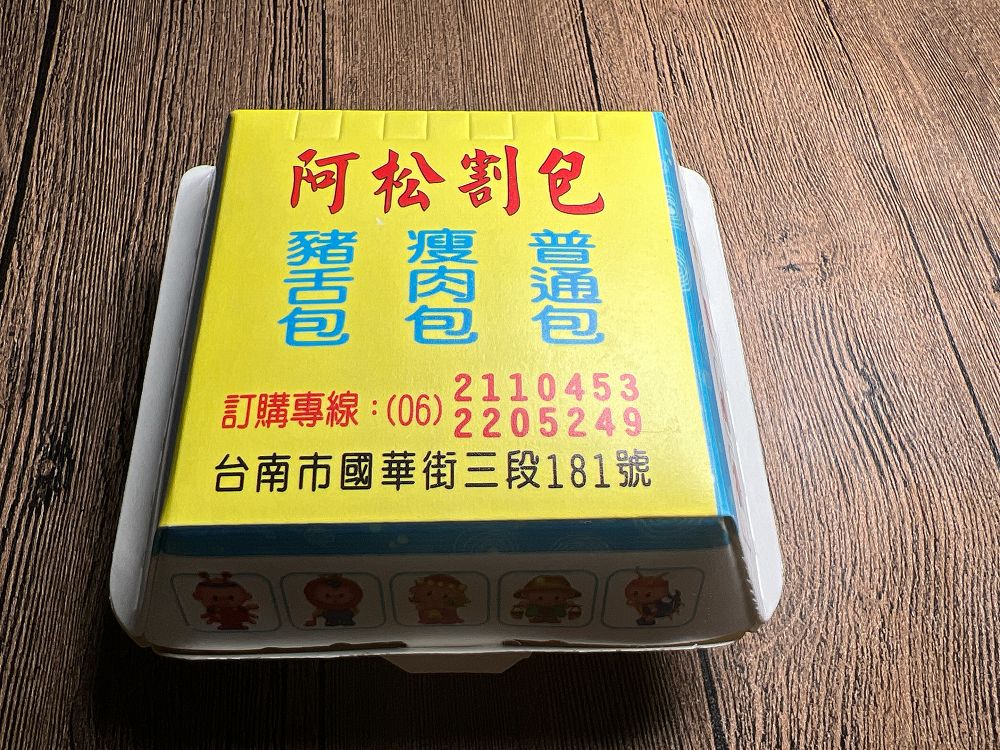 阿松割包
普通包
瘦肉包
豬舌包
訂購專線：(06) 2110453
2205249
台南市國華街三段181號